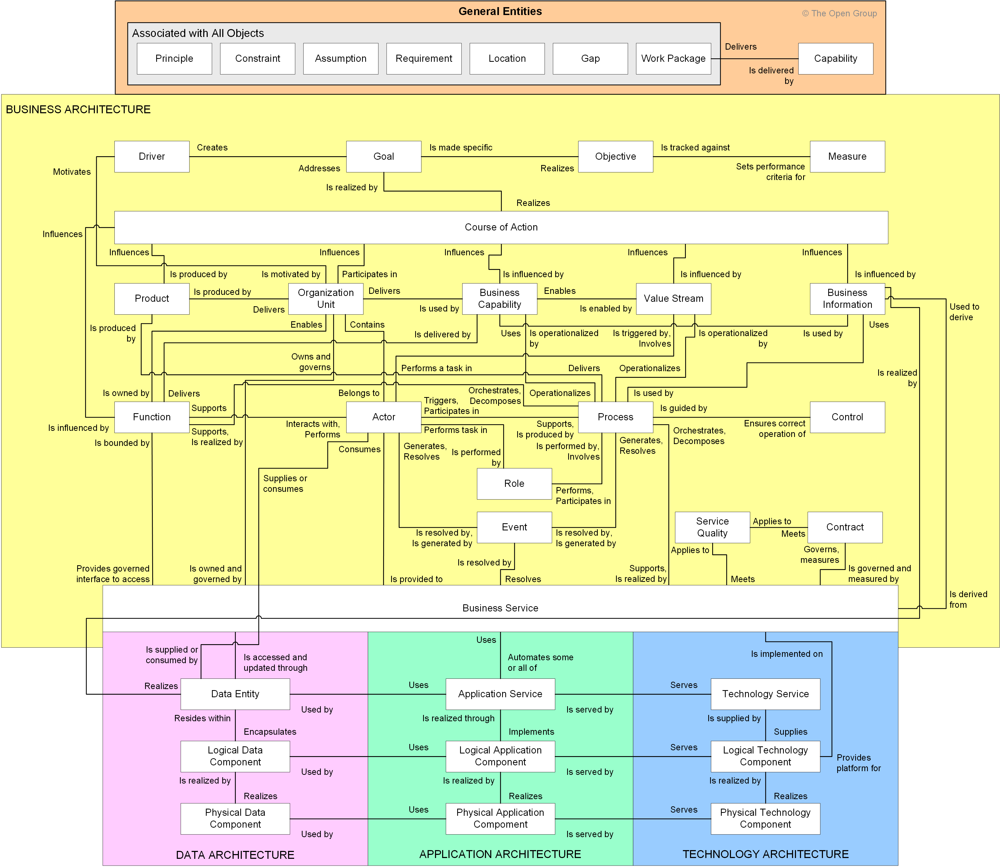 General Entities
© The Open Group
Associated with All Objects
Principle
Constraint
Assumption
Requirement
Location
Gap
Work Package
Delivers
Is delivered
by
Capability
BUSINESS ARCHITECTURE
Driver
Creates
Addresses
Goal
Is made specific
Realizes
Objective
Is tracked against
Sets performance
criteria for
Measure
Motivates
Is realized by
Realizes
Course of Action
Influences
Influences
Influences
Influences
Influences
Influences
Is produced by
Is motivated by
Participates in
Is influenced by
Is influenced by
Is influenced by
Product
Is produced by
Delivers
Organization
Unit
Delivers
Is used by
Business
Capability
Enables
Is enabled by
Value Stream
Business
Information
Used to
derive
Is produced
by
Enables
Contains
Is delivered by
Uses
Is operationalized
by
Is triggered by,
Involves
Is operationalized
by
Is used by
Uses
Owns and
governs
Performs a task in
Delivers
Operationalizes
Is realized
by
Is owned by
Delivers
Belongs to
Orchestrates,
Decomposes
Operationalizes
Is used by
Function
Supports
Supports,
Is realized by
Interacts with,
Performs
Actor
Triggers,
Participates in
Performs task in
Supports,
Is produced by
Process
Is guided by
Ensures correct
operation of
Control
Is influenced by
Is bounded by
Consumes
Generates,
Resolves
Is performed
by
Is performed by,
Involves
Generates,
Resolves
Orchestrates,
Decomposes
Supplies or
consumes
Role
Performs,
Participates in
Event
Is resolved by,
Is generated by
Is resolved by,
Is generated by
Service
Quality
Applies to
Meets
Contract
Is resolved by
Applies to
Governs,
measures
Provides governed
interface to access
Is owned and
governed by
Is provided to
Resolves
Supports,
Is realized by
Meets
Is governed and
measured by
Is derived
from
Business Service
Is supplied or
consumed by
Is accessed and
updated through
Uses
Automates some
or all of
Is implemented on
Realizes
Data Entity
Uses
Used by
Application Service
Serves
Is served by
Technology Service
Resides within
Encapsulates
Is realized through
Implements
Is supplied by
Supplies
Logical Data
Component
Uses
Used by
Logical Application
Component
Serves
Is served by
Logical Technology
Component
Provides
platform for
Is realized by
Realizes
Is realized by
Realizes
Is realized by
Realizes
Physical Data
Component
Uses
Used by
Physical Application
Compoment
Serves
Is served by
Physical Technology
Component
DATA ARCHITECTURE
APPLICATION ARCHITECTURE
TECHNOLOGY ARCHITECTURE